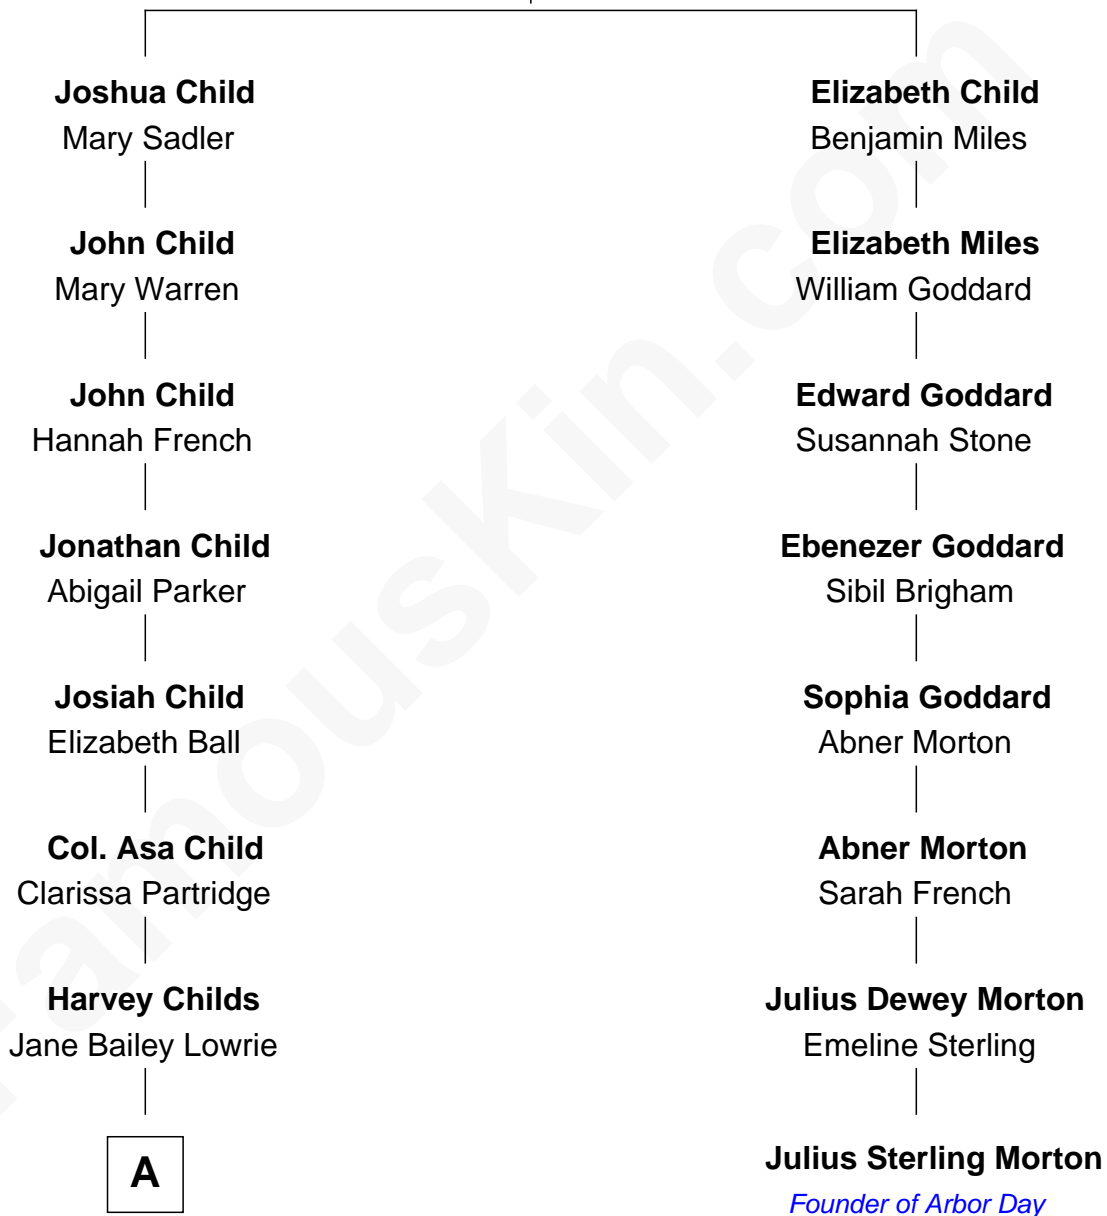 Joshua Child
Mary Sadler
John Child
Mary Warren
John Child
Hannah French
Jonathan Child
Abigail Parker
Josiah Child
Elizabeth Ball
Col. Asa Child
Clarissa Partridge
Harvey Childs
Jane Bailey Lowrie
A
Elizabeth Child
Benjamin Miles
Elizabeth Miles
William Goddard
Edward Goddard
Susannah Stone
Ebenezer Goddard
Sibil Brigham
Sophia Goddard
Abner Morton
Abner Morton
Sarah French
Julius Dewey Morton
Emeline Sterling
Julius Sterling Morton
Founder of Arbor Day
FamousKin.com